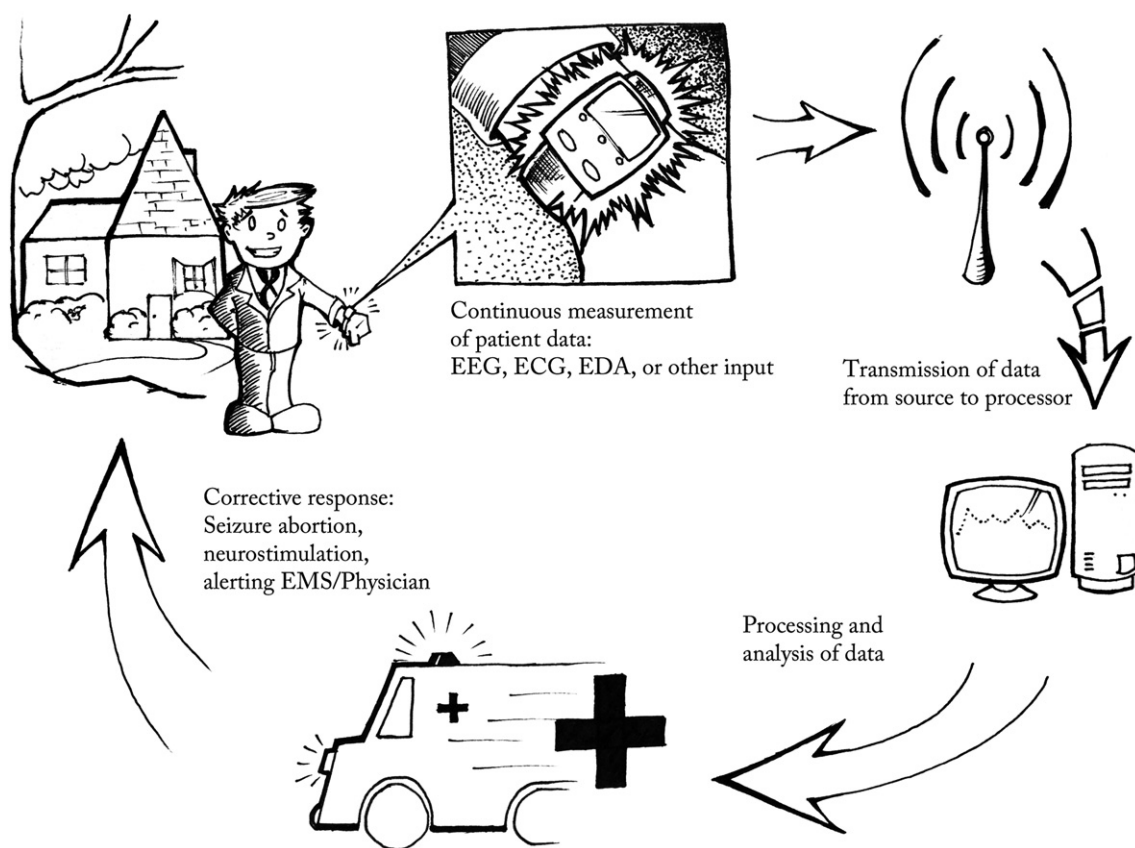 Continuous measurement
of patient data:
EEG, ECG, EDA, or other input
Transmission of data
from source to processor
Corrective response:
Seizure abortion,
neurostimulation,
alerting EMS/Physician
Processing and
analysis of data